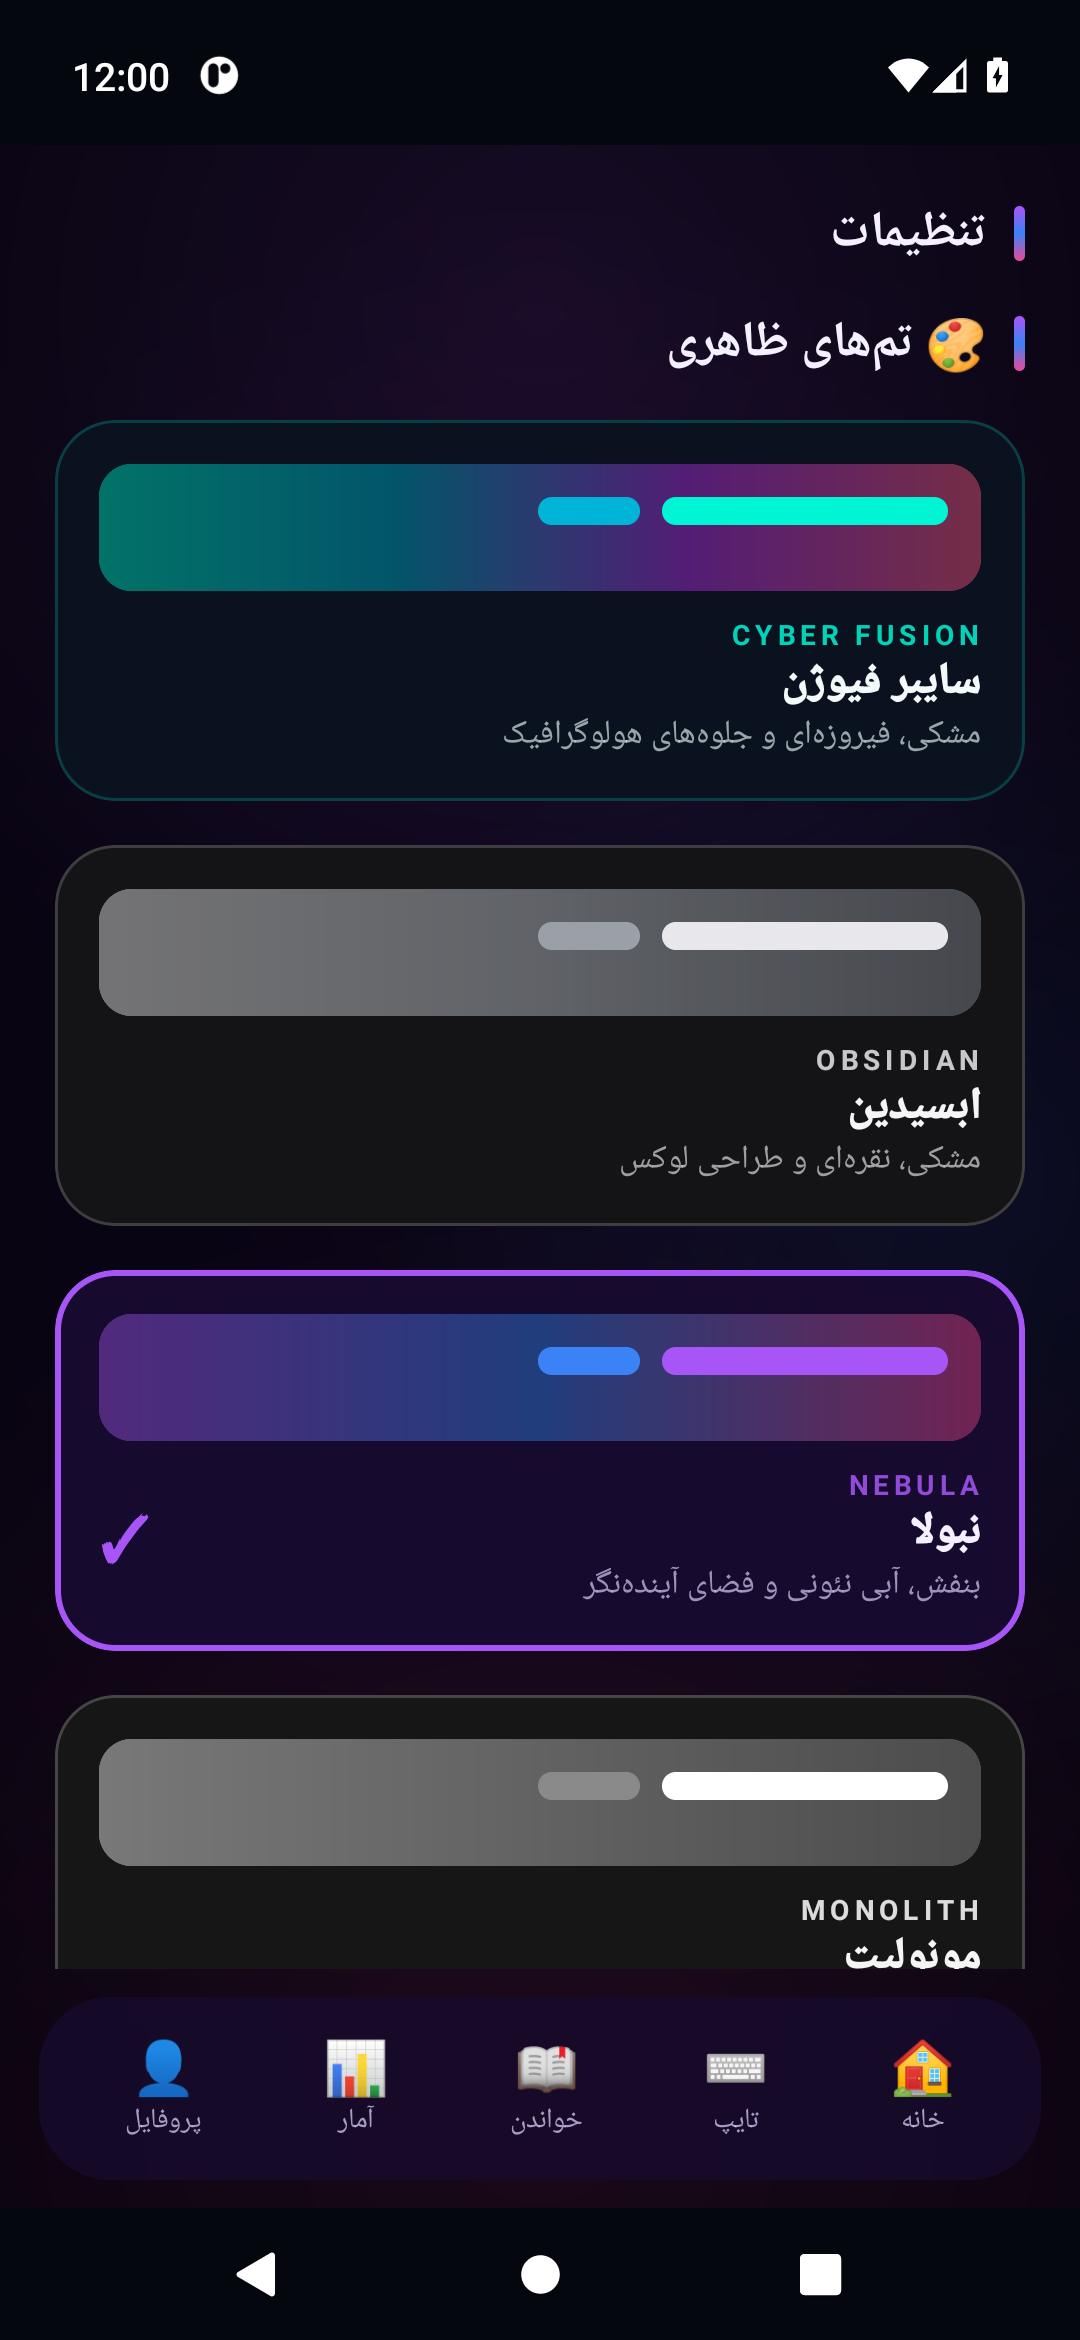 12:00
تنظیمات
🎨 تم‌های ظاهری
CYBER FUSION
سایبر فیوژن
مشکی، فیروزه‌ای و جلوه‌های هولوگرافیک
OBSIDIAN
ابسیدین
مشکی، نقره‌ای و طراحی لوکس
NEBULA
نبولا
بنفش، آبی نئونی و فضای آینده‌نگر
MONOLITH
مونولیت
خانه
تایپ
خواندن
آمار
پروفایل